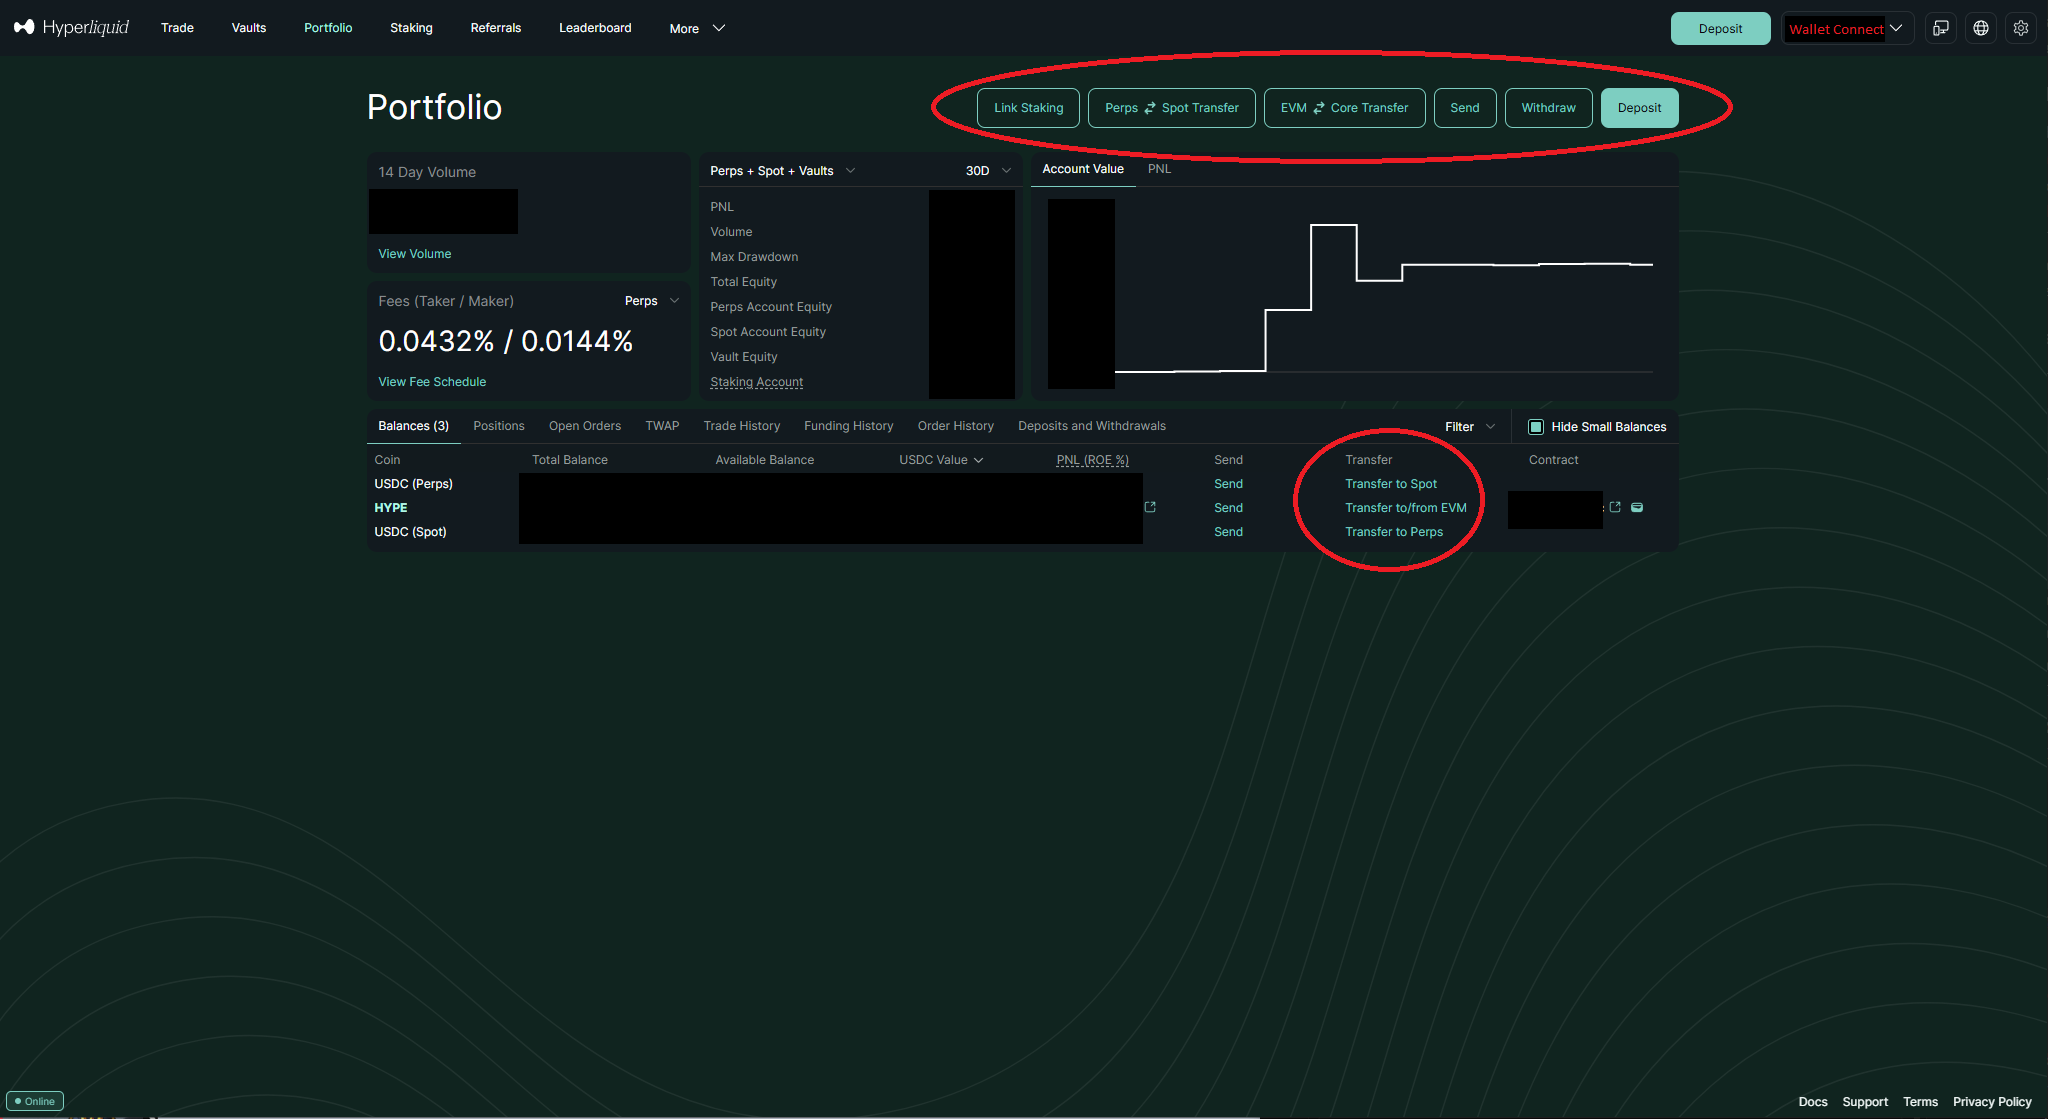 Hyperliquid Trade Vaults Portfolio Staking Referrals Leaderboard More Deposit Wallet Connect
Portfolio Link Staking Perps Spot Transfer EVM Core Transfer Send Withdraw Deposit
14 Day Volume
View Volume
Fees (Taker / Maker) Perps
0.0432% / 0.0144%
View Fee Schedule
Perps + Spot + Vaults 30D
PNL
Volume
Max Drawdown
Total Equity
Perps Account Equity
Spot Account Equity
Vault Equity
Staking Account
Account Value PNL
Balances (3) Positions Open Orders TWAP Trade History Funding History Order History Deposits and Withdrawals Filter Hide Small Balances
Coin Total Balance Available Balance USDC Value PNL (ROE %) Send Transfer Contract
USDC (Perps) Send Transfer to Spot
HYPE Send Transfer to/from EVM
USDC (Spot) Send Transfer to Perps
Online Docs Support Terms Privacy Policy